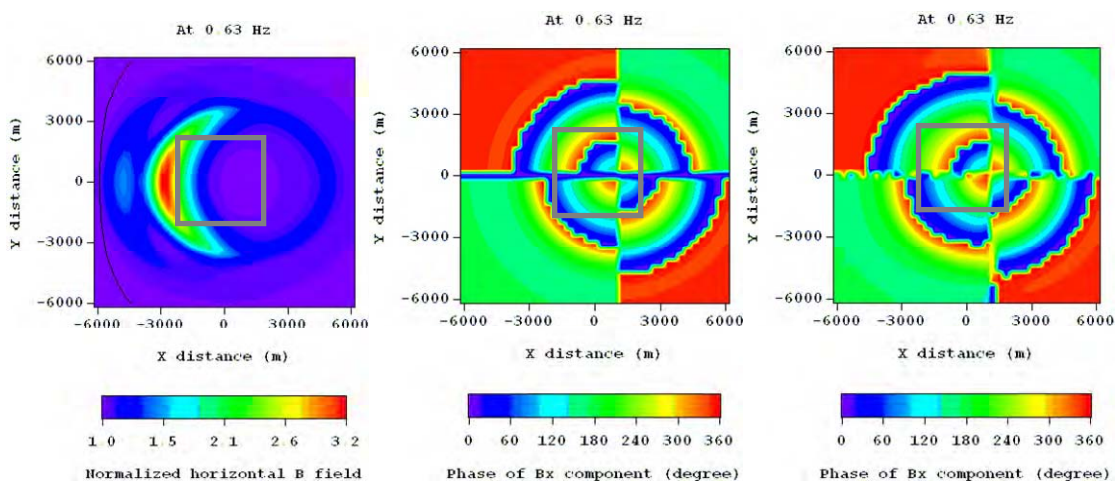 At 0.63 Hz
6000
3000
0
-3000
-6000
Y distance (m)
-6000 -3000 0 3000 6000
X distance (m)
1.0 1.5 2.1 2.6 3.2
Normalized horizontal B field
At 0.63 Hz
6000
3000
0
-3000
-6000
Y distance (m)
-6000 -3000 0 3000 6000
X distance (m)
0 60 120 180 240 300 360
Phase of Bx component (degree)
At 0.63 Hz
6000
3000
0
-3000
-6000
Y distance (m)
-6000 -3000 0 3000 6000
X distance (m)
0 60 120 180 240 300 360
Phase of Bx component (degree)